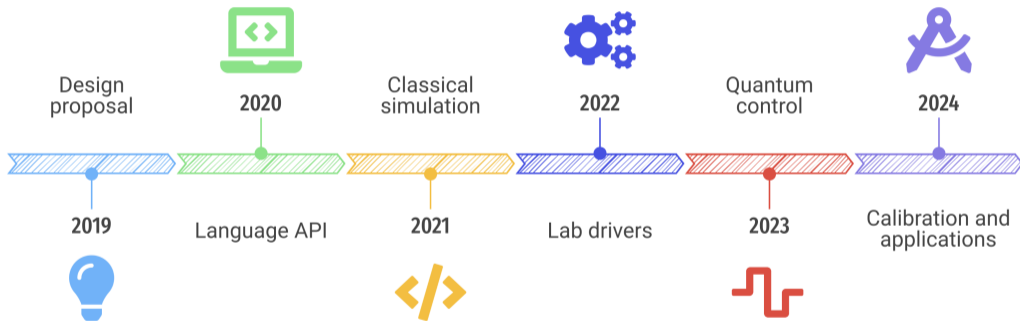 Design
proposal
2019
2020
Language API
Classical
simulation
2021
2022
Lab drivers
Quantum
control
2023
2024
Calibration and
applications